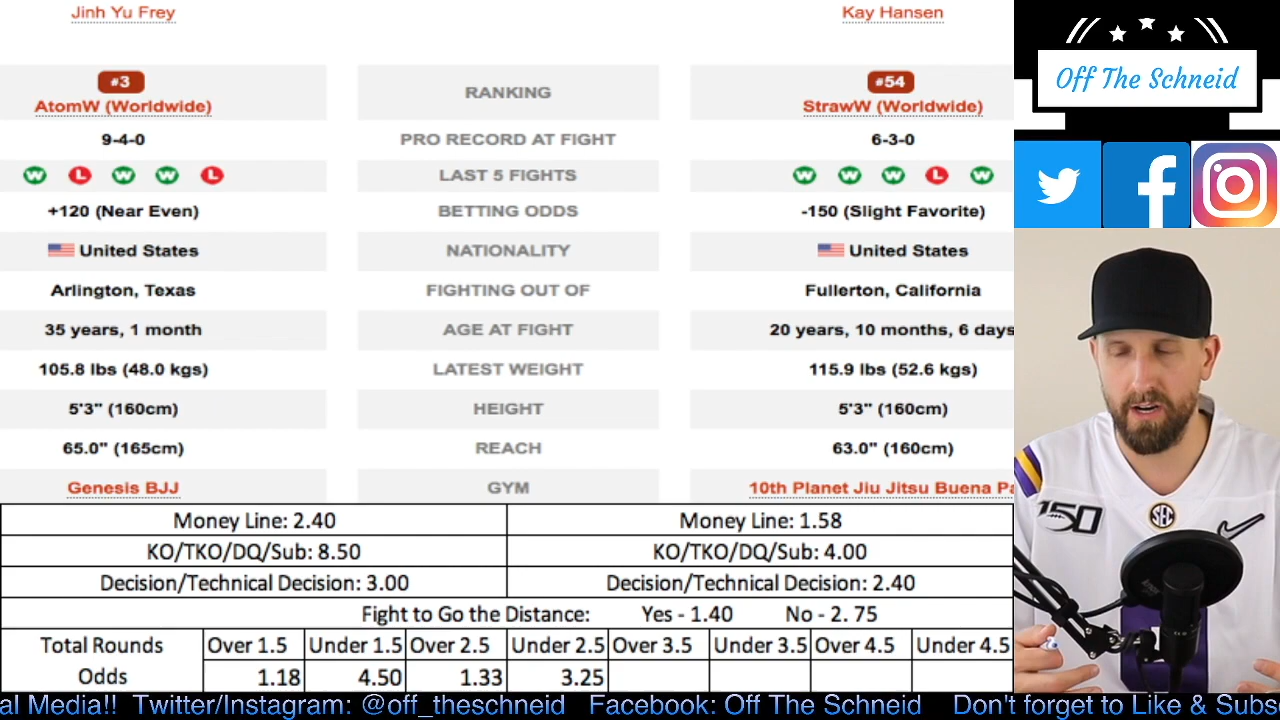 Jinh Yu Frey
Kay Hansen
Off The Schneid
#3
AtomW (Worldwide)
RANKING
#54
StrawW (Worldwide)
9-4-0
PRO RECORD AT FIGHT
6-3-0
W L W W L
LAST 5 FIGHTS
W W W L W
+120 (Near Even)
BETTING ODDS
-150 (Slight Favorite)
United States
NATIONALITY
United States
Arlington, Texas
FIGHTING OUT OF
Fullerton, California
35 years, 1 month
AGE AT FIGHT
20 years, 10 months, 6 days
105.8 lbs (48.0 kgs)
LATEST WEIGHT
115.9 lbs (52.6 kgs)
5'3" (160cm)
HEIGHT
5'3" (160cm)
65.0" (165cm)
REACH
63.0" (160cm)
Genesis BJJ
GYM
10th Planet Jiu Jitsu Buena Pa
Money Line: 2.40
Money Line: 1.58
KO/TKO/DQ/Sub: 8.50
KO/TKO/DQ/Sub: 4.00
Decision/Technical Decision: 3.00
Decision/Technical Decision: 2.40
Fight to Go the Distance: Yes - 1.40 No - 2.75
Total Rounds Over 1.5 Under 1.5 Over 2.5 Under 2.5 Over 3.5 Under 3.5 Over 4.5 Under 4.5
Odds 1.18 4.50 1.33 3.25
150
SEC
al Media!! Twitter/Instagram: @off_theschneid Facebook: Off The Schneid Don't forget to Like & Subs